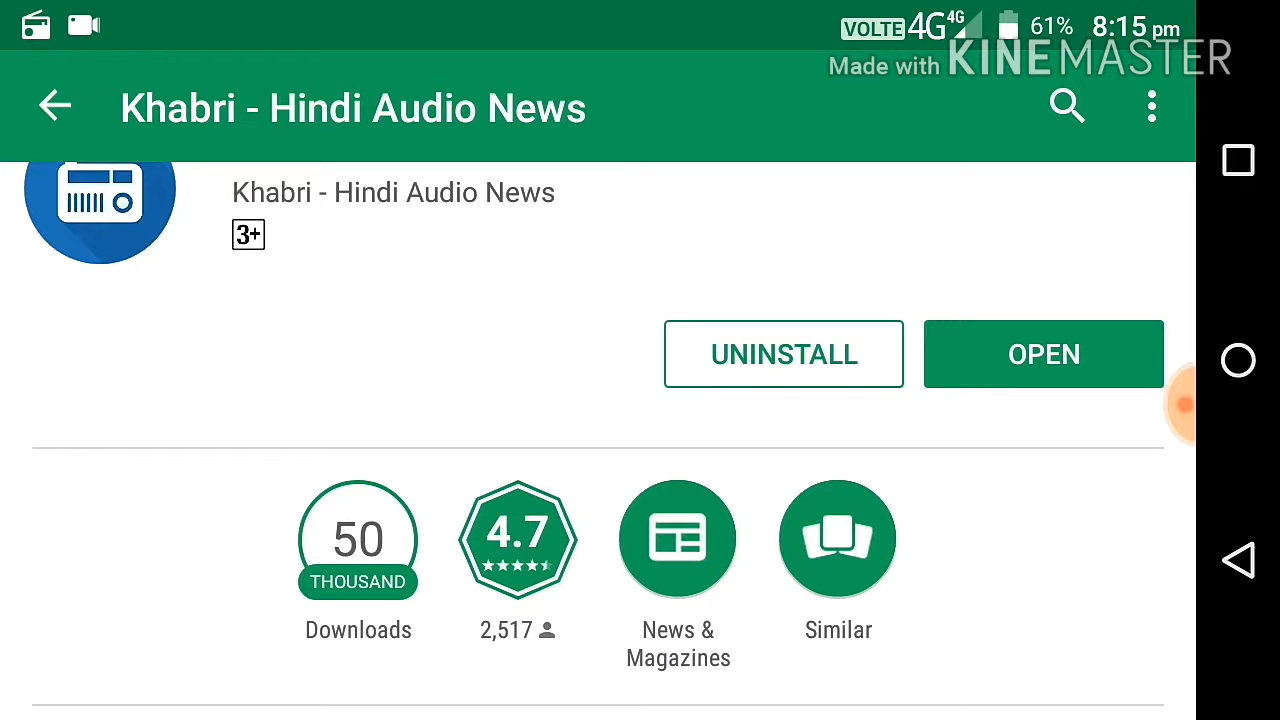 VOLTE 4G 4G 61% 8:15 pm
Made with KINEMASTER
Khabri - Hindi Audio News
Khabri - Hindi Audio News
3+
UNINSTALL OPEN
50 4.7
THOUSAND
Downloads 2,517 News & Similar
Magazines